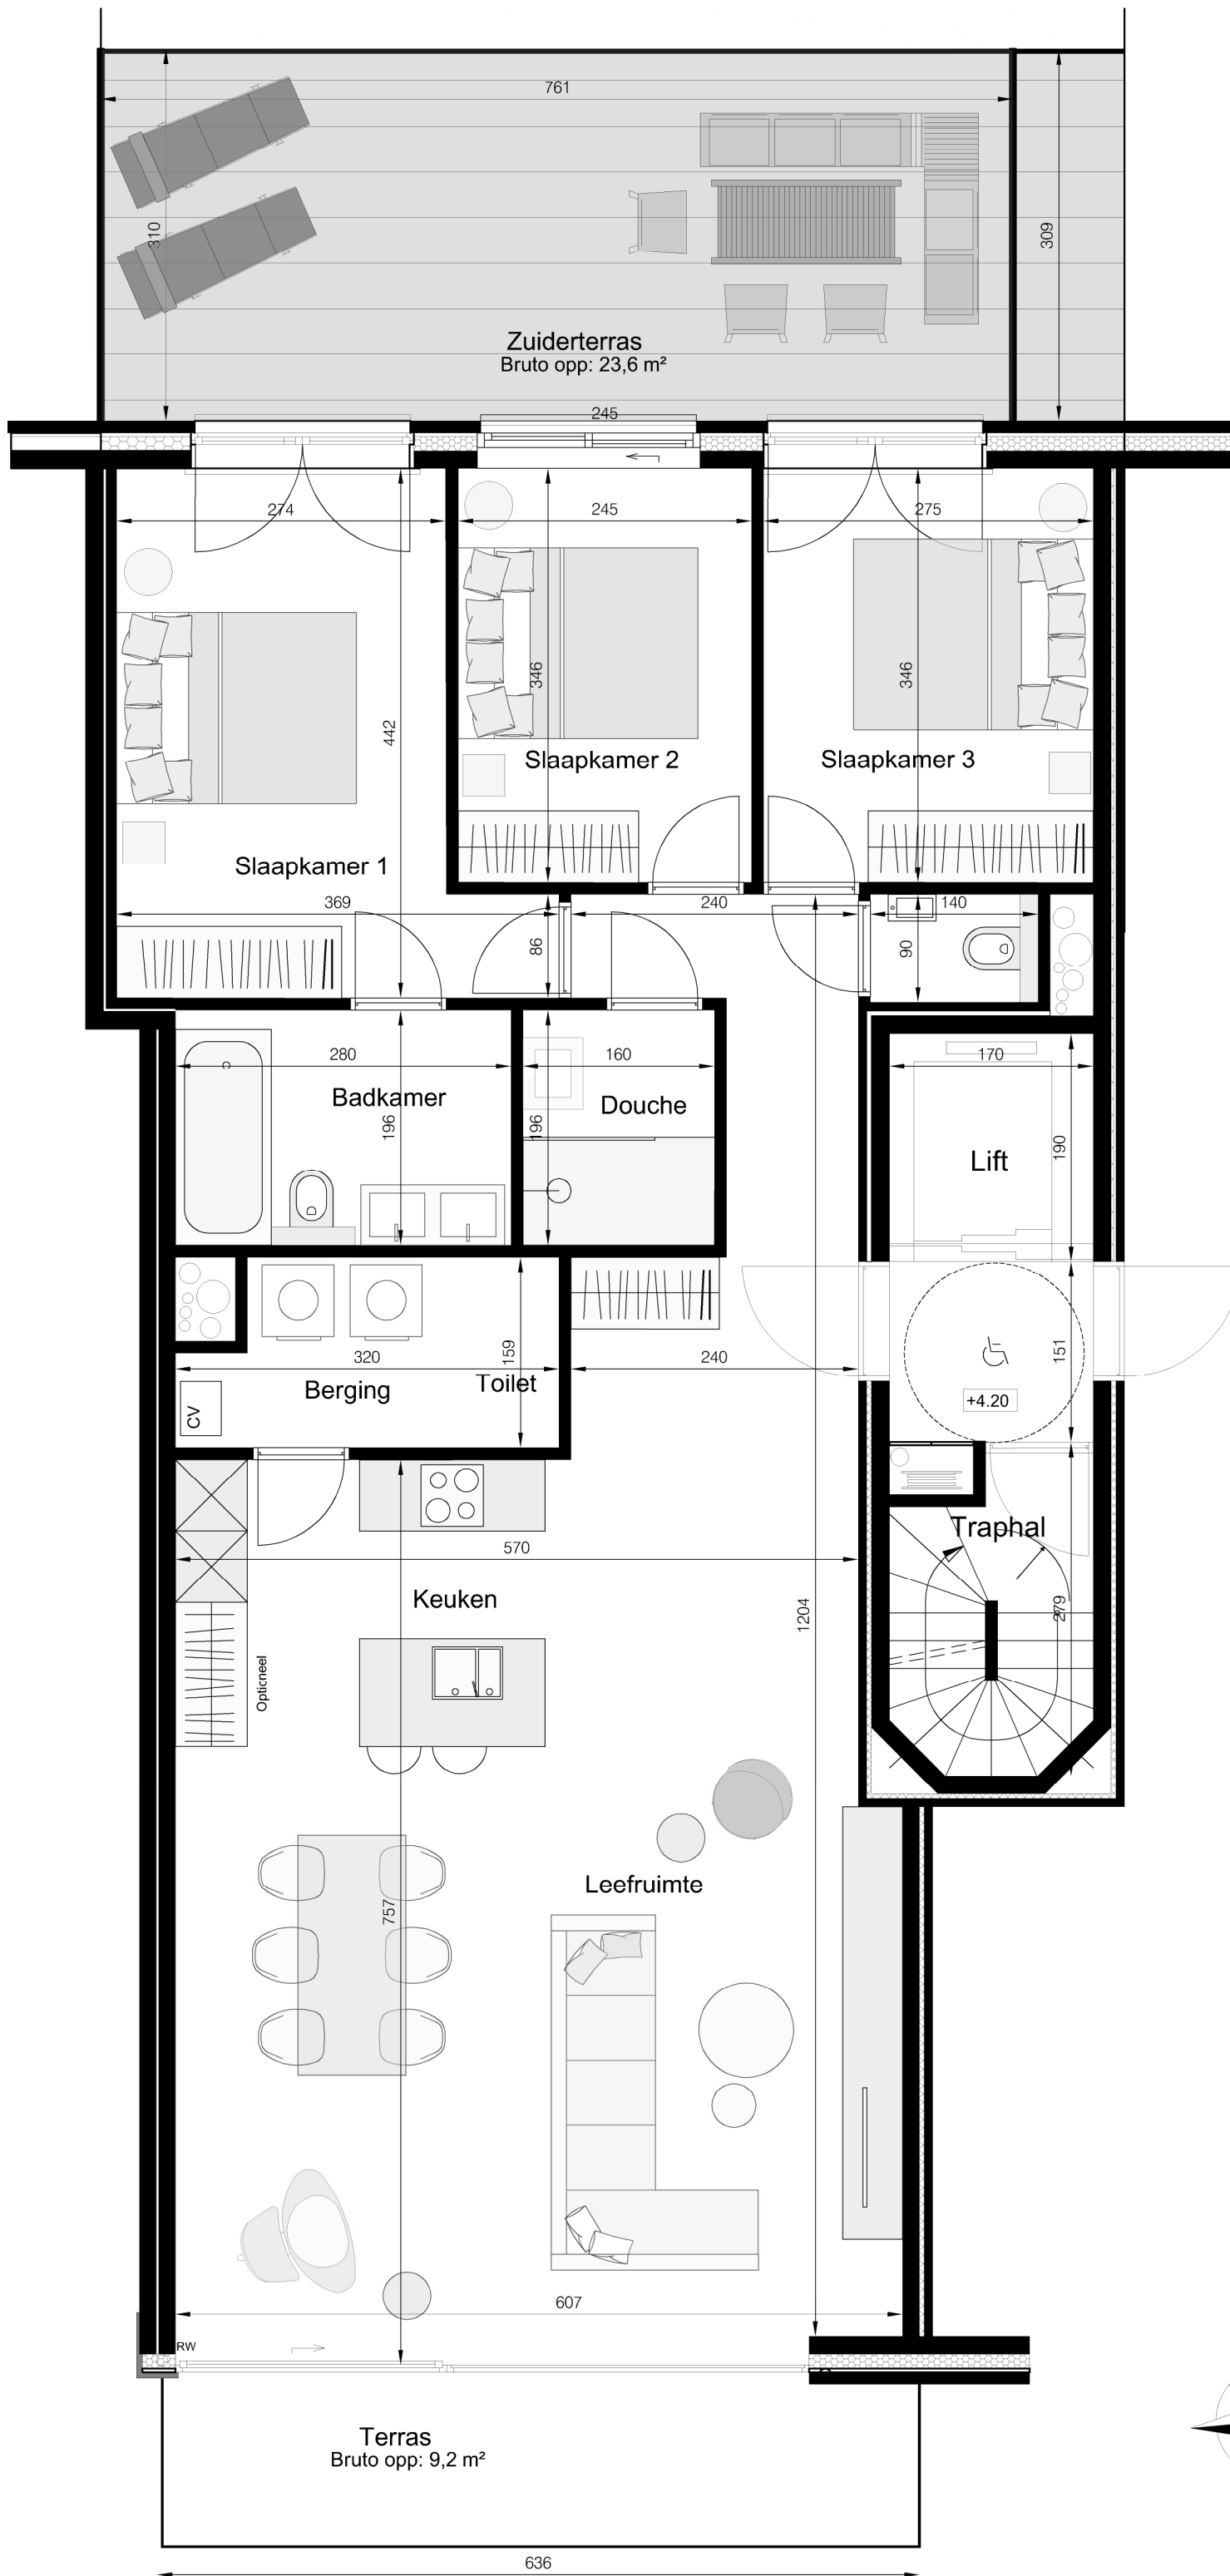 761
310
309
Zuiderterras
Bruto opp: 23,6 m²
245
274
245
275
346
346
442
Slaapkamer 2
Slaapkamer 3
Slaapkamer 1
369
240
140
86
90
280
160
170
Badkamer
Douche
196
196
190
Lift
159
320
240
151
Berging
Toilet
CV
+4.20
Traphal
570
Keuken
1204
279
Optioneel
Leefruimte
757
607
RW
Terras
Bruto opp: 9,2 m²
636